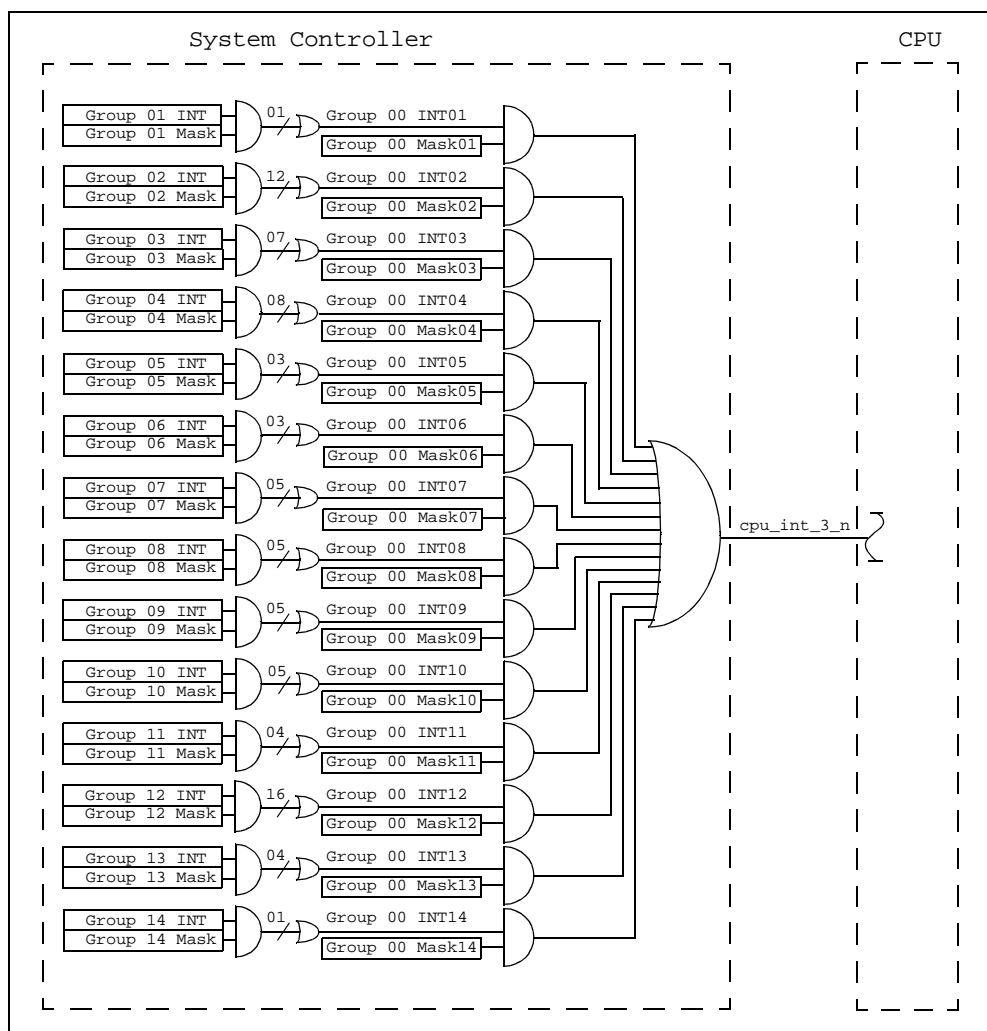 System Controller
CPU
Group 01 INT
Group 01 Mask
01
Group 00 INT01
Group 00 Mask01
Group 02 INT
Group 02 Mask
12
Group 00 INT02
Group 00 Mask02
Group 03 INT
Group 03 Mask
07
Group 00 INT03
Group 00 Mask03
Group 04 INT
Group 04 Mask
08
Group 00 INT04
Group 00 Mask04
Group 05 INT
Group 05 Mask
03
Group 00 INT05
Group 00 Mask05
Group 06 INT
Group 06 Mask
03
Group 00 INT06
Group 00 Mask06
Group 07 INT
Group 07 Mask
05
Group 00 INT07
Group 00 Mask07
cpu_int_3_n
Group 08 INT
Group 08 Mask
05
Group 00 INT08
Group 00 Mask08
Group 09 INT
Group 09 Mask
05
Group 00 INT09
Group 00 Mask09
Group 10 INT
Group 10 Mask
05
Group 00 INT10
Group 00 Mask10
Group 11 INT
Group 11 Mask
04
Group 00 INT11
Group 00 Mask11
Group 12 INT
Group 12 Mask
16
Group 00 INT12
Group 00 Mask12
Group 13 INT
Group 13 Mask
04
Group 00 INT13
Group 00 Mask13
Group 14 INT
Group 14 Mask
01
Group 00 INT14
Group 00 Mask14